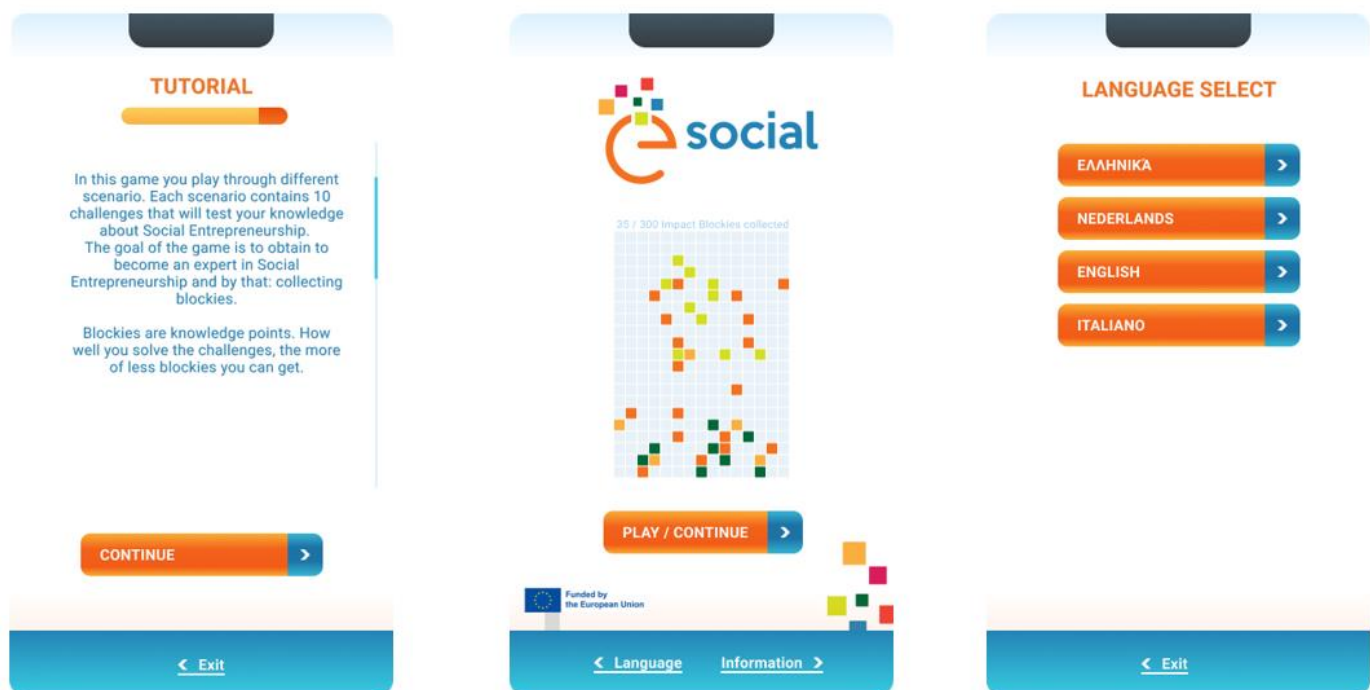 TUTORIAL
In this game you play through different
scenario. Each scenario contains 10
challenges that will test your knowledge
about Social Entrepreneurship.
The goal of the game is to obtain to
become an expert in Social
Entrepreneurship and by that: collecting
blockies.
Blockies are knowledge points. How
well you solve the challenges, the more
of less blockies you can get.
CONTINUE
Exit
e social
35 / 300 Impact Blockies collected
PLAY / CONTINUE
Funded by
the European Union
Language Information
LANGUAGE SELECT
ΕΛΛΗΝΙΚΆ
NEDERLANDS
ENGLISH
ITALIANO
Exit